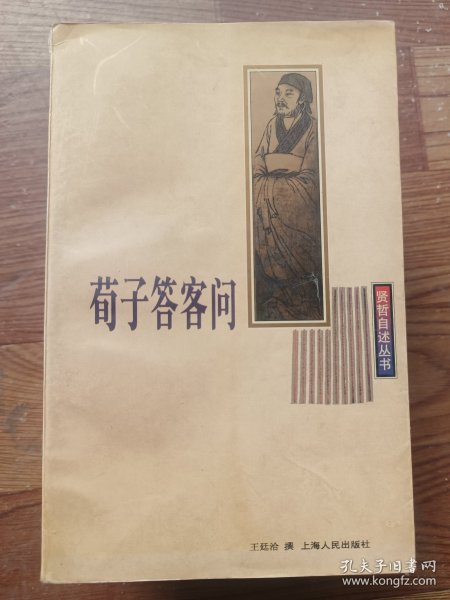 荀子答客问
贤哲自述丛书
王廷洽 撰 上海人民出版社
孔夫子旧书网
www.kongfz.com